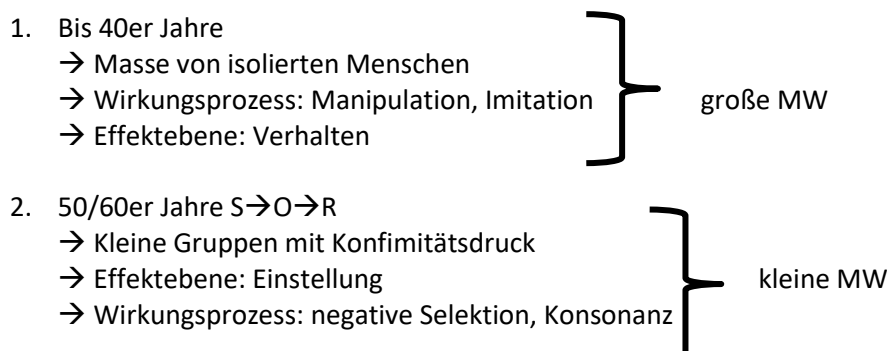 1. Bis 40er Jahre
→ Masse von isolierten Menschen
→ Wirkungsprozess: Manipulation, Imitation
→ Effektebene: Verhalten
große MW
2. 50/60er Jahre S→O→R
→ Kleine Gruppen mit Konfimitätsdruck
→ Effektebene: Einstellung
→ Wirkungsprozess: negative Selektion, Konsonanz
kleine MW